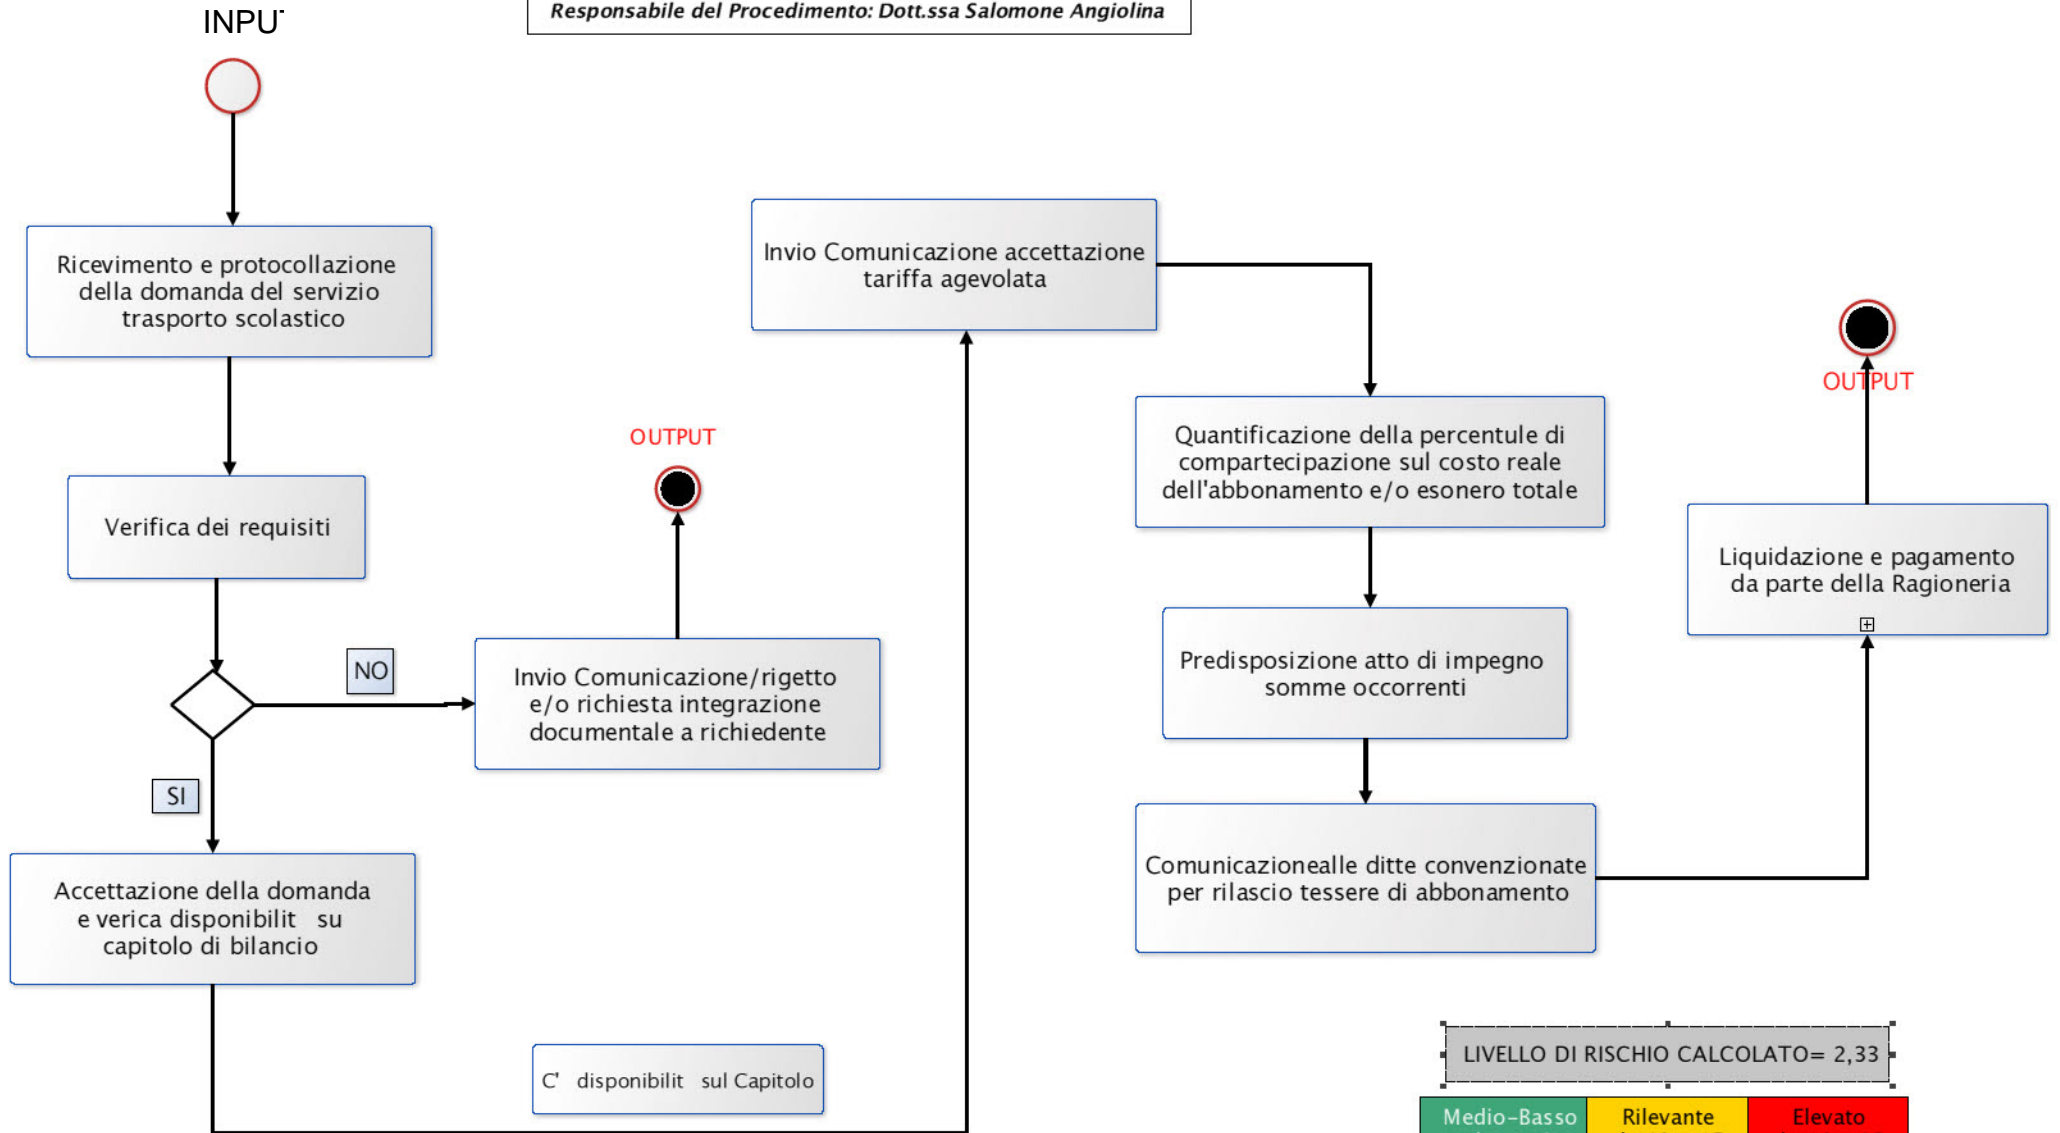 INPUT
Responsabile del Procedimento: Dott.ssa Salomone Angiolina
Ricevimento e protocollazione
della domanda del servizio
trasporto scolastico
Verifica dei requisiti
NO
SI
Invio Comunicazione/rigetto
e/o richiesta integrazione
documentale a richiedente
OUTPUT
Accettazione della domanda
e verica disponibilit su
capitolo di bilancio
C' disponibilit sul Capitolo
Invio Comunicazione accettazione
tariffa agevolata
Quantificazione della percentule di
compartecipazione sul costo reale
dell'abbonamento e/o esonero totale
Predisposizione atto di impegno
somme occorrenti
Comunicazionealle ditte convenzionate
per rilascio tessere di abbonamento
Liquidazione e pagamento
da parte della Ragioneria
OUTPUT
LIVELLO DI RISCHIO CALCOLATO= 2,33
Medio-Basso
Rilevante
Elevato